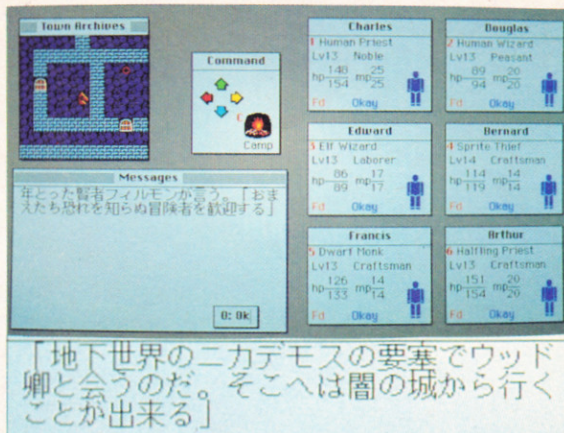 Town Archives
Command
C
Camp
Messages
年とった賢者フィルモンが言う。「おま
えたち恐れを知らぬ冒険者を歓迎する」
0: Ok
Charles
1 Human Priest
Lv13 Noble
hp 148/154 mp 25/25
Fd Okay
Douglas
2 Human Wizard
Lv13 Peasant
hp 89/94 mp 20/20
Fd Okay
Edward
3 Elf Wizard
Lv13 Laborer
hp 86/89 mp 17/17
Fd Okay
Bernard
4 Sprite Thief
Lv14 Craftsman
hp 114/119 mp 14/14
Fd Okay
Francis
5 Dwarf Monk
Lv13 Craftsman
hp 126/133 mp 14/14
Fd Okay
Arthur
6 Halfling Priest
Lv13 Craftsman
hp 151/154 mp 20/20
Fd Okay
「地下世界のニカデモスの要塞でウッド
卿と会うのだ。そこへは闇の城から行く
ことが出来る」